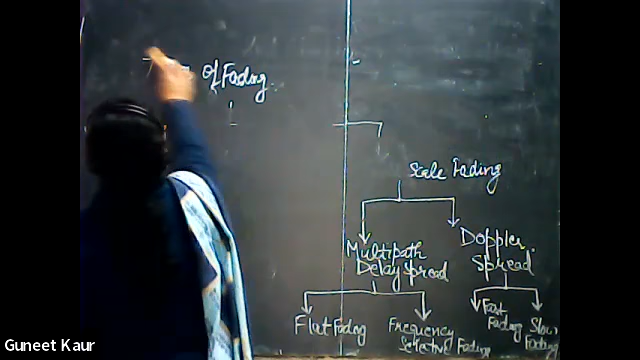 Of Fading
Scale Fading
Multipath
Delay Spread
Doppler
Spread
Flat Fading
Frequency
Selective Fading
Fast
Fading
Slow
Fading
Guneet Kaur